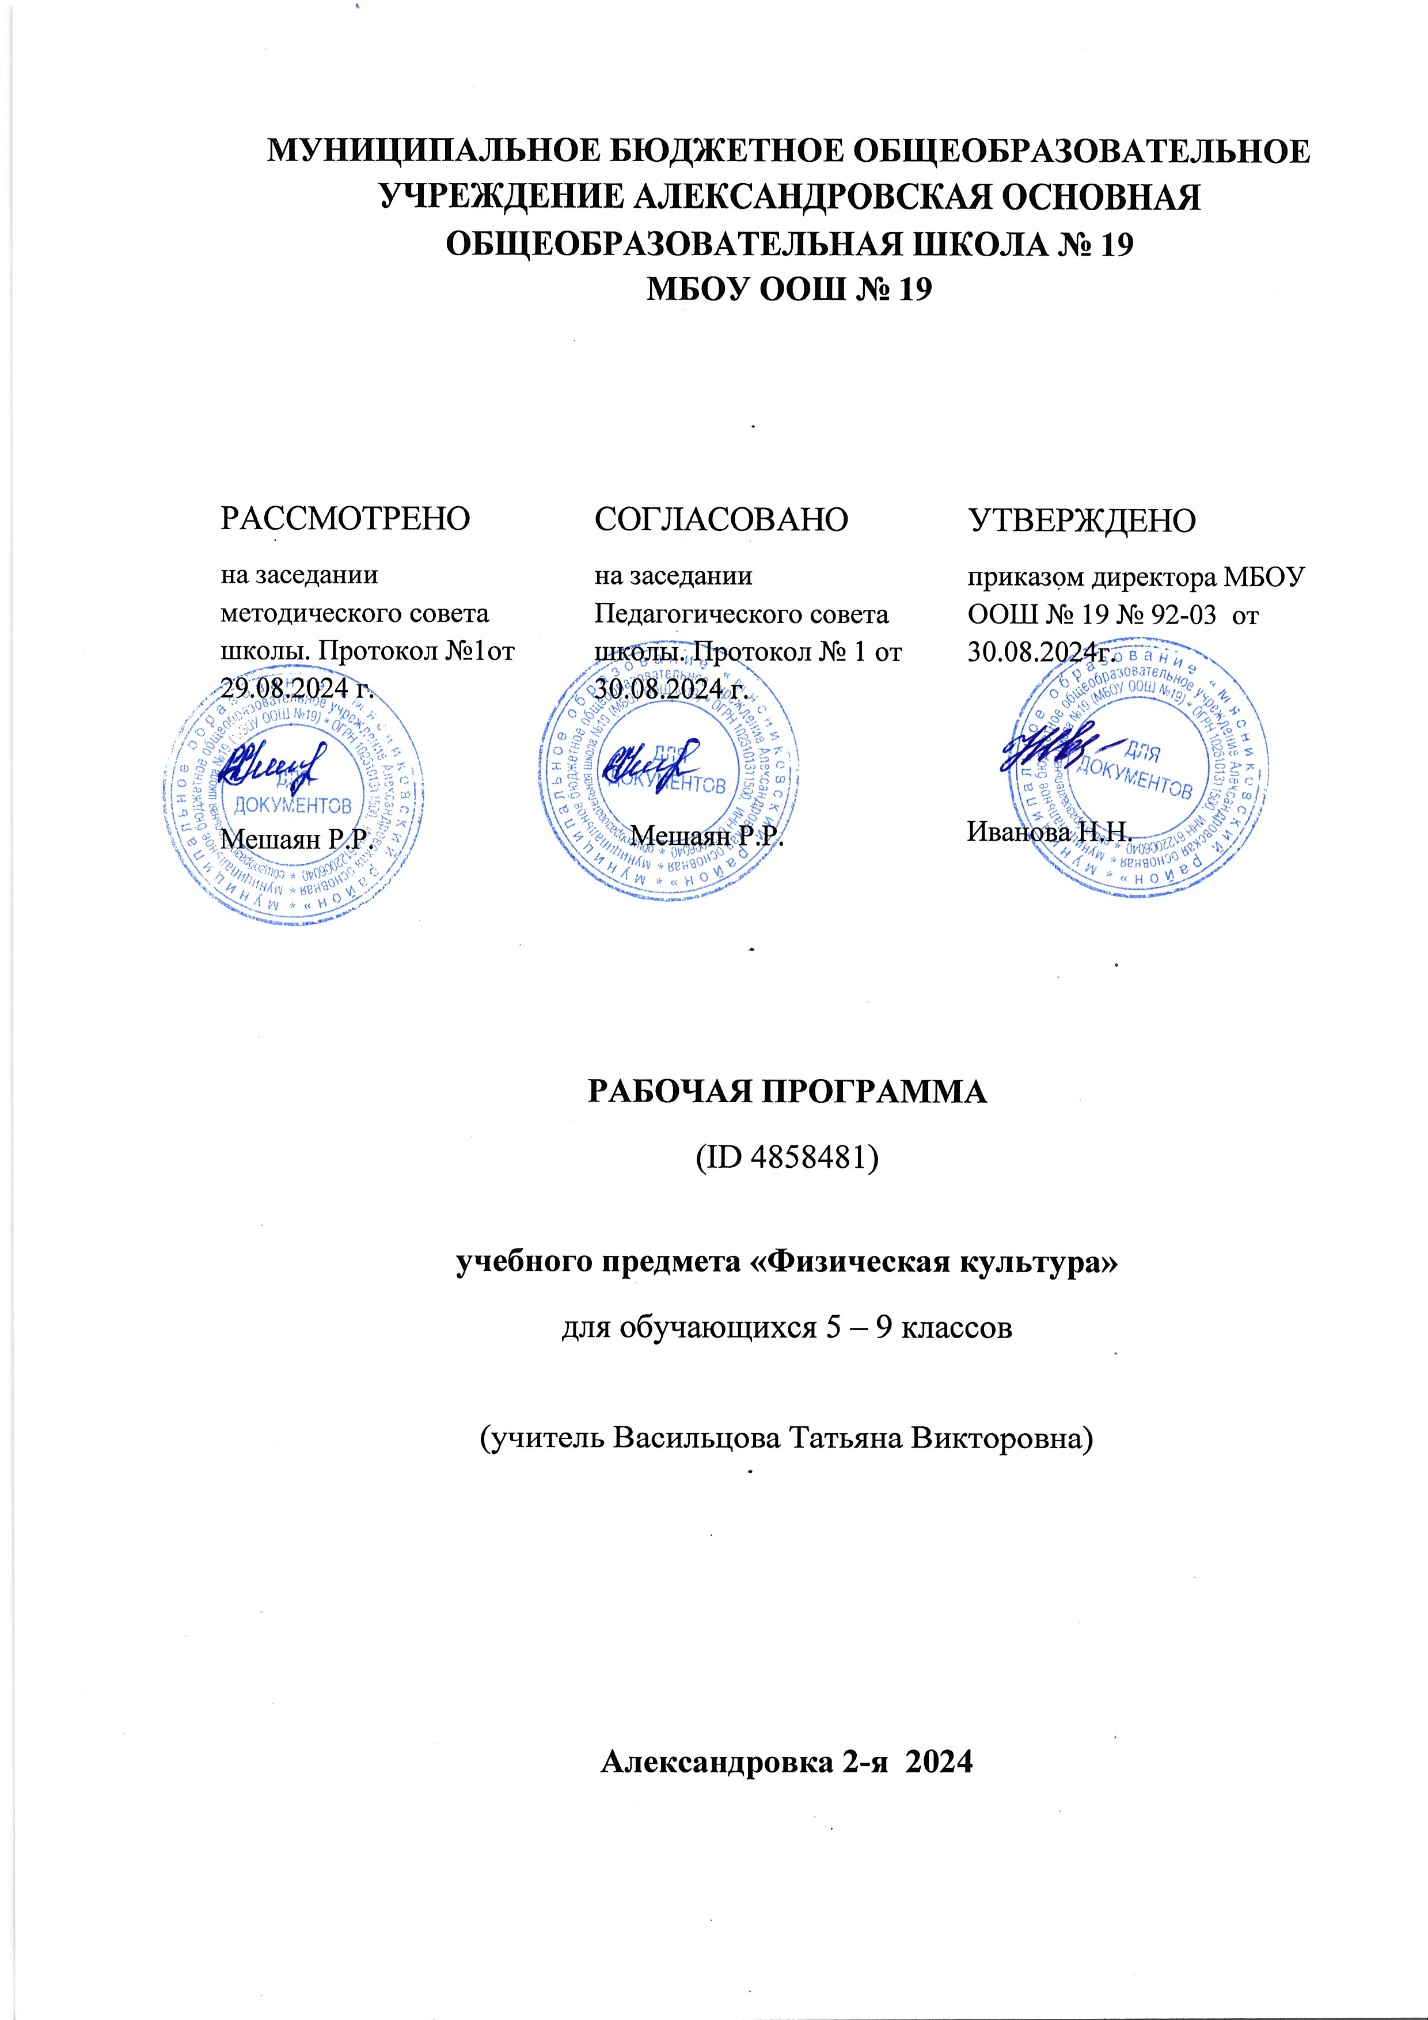 МУНИЦИПАЛЬНОЕ БЮДЖЕТНОЕ ОБЩЕОБРАЗОВАТЕЛЬНОЕ
УЧРЕЖДЕНИЕ АЛЕКСАНДРОВСКАЯ ОСНОВНАЯ
ОБЩЕОБРАЗОВАТЕЛЬНАЯ ШКОЛА № 19
МБОУ ООШ № 19
РАССМОТРЕНО
на заседании
методического совета
школы. Протокол №1от
29.08.2024 г.
ДЛЯ
ДОКУМЕНТОВ
Мешаян Р.Р.
СОГЛАСОВАНО
на заседании
Педагогического совета
школы. Протокол № 1 от
30.08.2024 г.
ДЛЯ
ДОКУМЕНТОВ
Мешаян Р.Р.
УТВЕРЖДЕНО
приказом директора МБОУ
ООШ № 19 № 92-03 от
30.08.2024г.
ДЛЯ
ДОКУМЕНТОВ
Иванова Н.Н.
РАБОЧАЯ ПРОГРАММА
(ID 4858481)
учебного предмета «Физическая культура»
для обучающихся 5 – 9 классов
(учитель Васильцова Татьяна Викторовна)
Александровка 2-я 2024